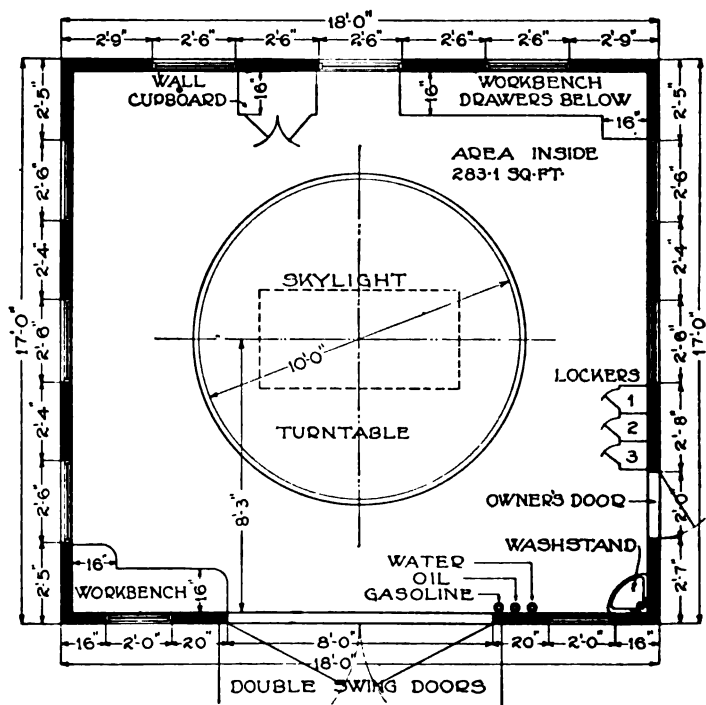 18'-0"
2'-9" 2'-6" 2'-6" 2'-6" 2'-6" 2'-6" 2'-9"
WALL
CUPBOARD
16"
16"
WORKBENCH
DRAWERS BELOW
16"
2'-5"
2'-6"
2'-4"
2'-6"
2'-4"
2'-6"
2'-5"
17'-0"
AREA INSIDE
283·1 SQ·FT·
SKYLIGHT
10'-0"
TURNTABLE
8'-3"
LOCKERS
1
2
3
OWNER'S DOOR
WASHSTAND
WATER
OIL
GASOLINE
16"
WORKBENCH
16"
2'-5"
2'-6"
2'-4"
2'-6"
2'-8"
2'-0"
2'-7"
17'-0"
16" 2'-0" 20" 8'-0" 20" 2'-0" 16"
18'-0"
DOUBLE SWING DOORS